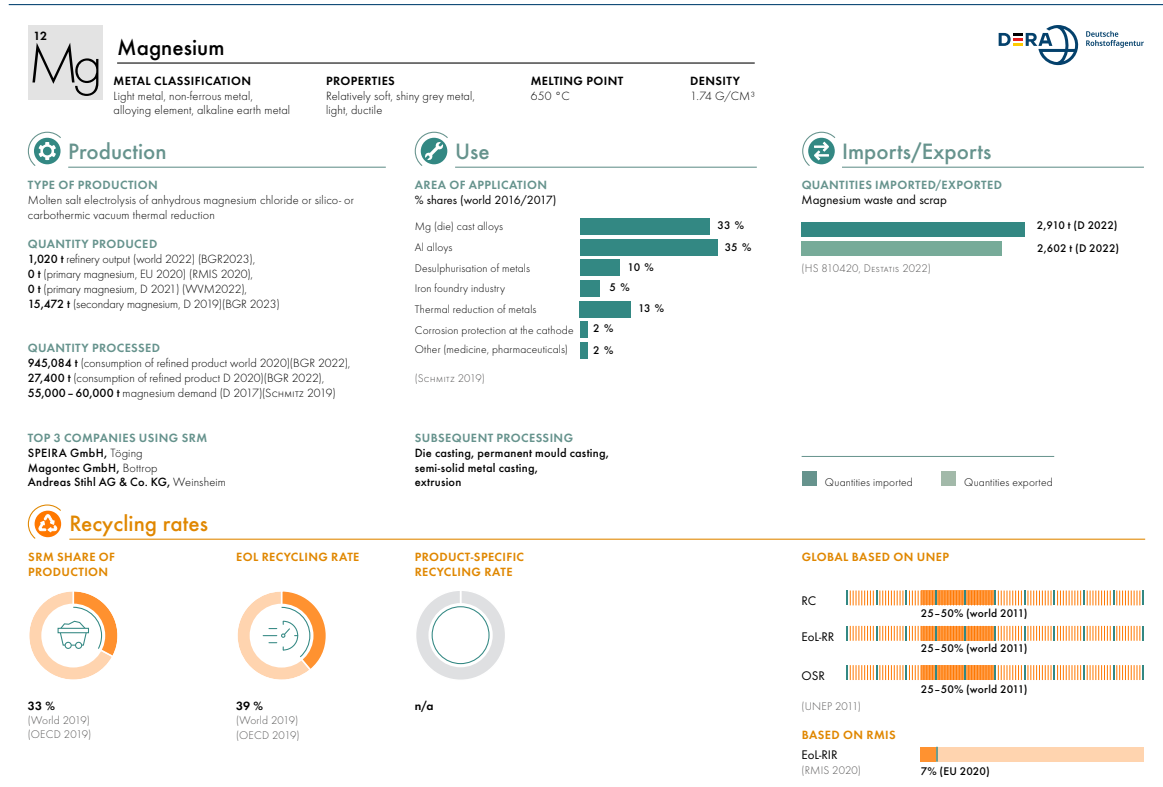 12
Mg
Magnesium
DERA Deutsche
Rohstoffagentur
METAL CLASSIFICATION
Light metal, non-ferrous metal,
alloying element, alkaline earth metal
PROPERTIES
Relatively soft, shiny grey metal,
light, ductile
MELTING POINT
650 °C
DENSITY
1.74 G/CM³
Production
TYPE OF PRODUCTION
Molten salt electrolysis of anhydrous magnesium chloride or silico- or
carbothermic vacuum thermal reduction
QUANTITY PRODUCED
1,020 t refinery output (world 2022) (BGR2023),
0 t (primary magnesium, EU 2020) (RMIS 2020),
0 t (primary magnesium, D 2021) (WVM2022),
15,472 t (secondary magnesium, D 2019)(BGR 2023)
QUANTITY PROCESSED
945,084 t (consumption of refined product world 2020)(BGR 2022),
27,400 t (consumption of refined product D 2020)(BGR 2022),
55,000 – 60,000 t magnesium demand (D 2017)(SCHMITZ 2019)
TOP 3 COMPANIES USING SRM
SPEIRA GmbH, Töging
Magontec GmbH, Bottrop
Andreas Stihl AG & Co. KG, Weinsheim
Use
AREA OF APPLICATION
% shares (world 2016/2017)
Mg (die) cast alloys 33 %
Al alloys 35 %
Desulphurisation of metals 10 %
Iron foundry industry 5 %
Thermal reduction of metals 13 %
Corrosion protection at the cathode 2 %
Other (medicine, pharmaceuticals) 2 %
(SCHMITZ 2019)
SUBSEQUENT PROCESSING
Die casting, permanent mould casting,
semi-solid metal casting,
extrusion
Imports/Exports
QUANTITIES IMPORTED/EXPORTED
Magnesium waste and scrap
2,910 t (D 2022)
2,602 t (D 2022)
(HS 810420, DESTATIS 2022)
Quantities imported Quantities exported
Recycling rates
SRM SHARE OF
PRODUCTION
33 %
(World 2019)
(OECD 2019)
EOL RECYCLING RATE
39 %
(World 2019)
(OECD 2019)
PRODUCT-SPECIFIC
RECYCLING RATE
n/a
GLOBAL BASED ON UNEP
RC
25–50% (world 2011)
EoL-RR
25–50% (world 2011)
OSR
25–50% (world 2011)
(UNEP 2011)
BASED ON RMIS
EoL-RIR
(RMIS 2020)
7% (EU 2020)